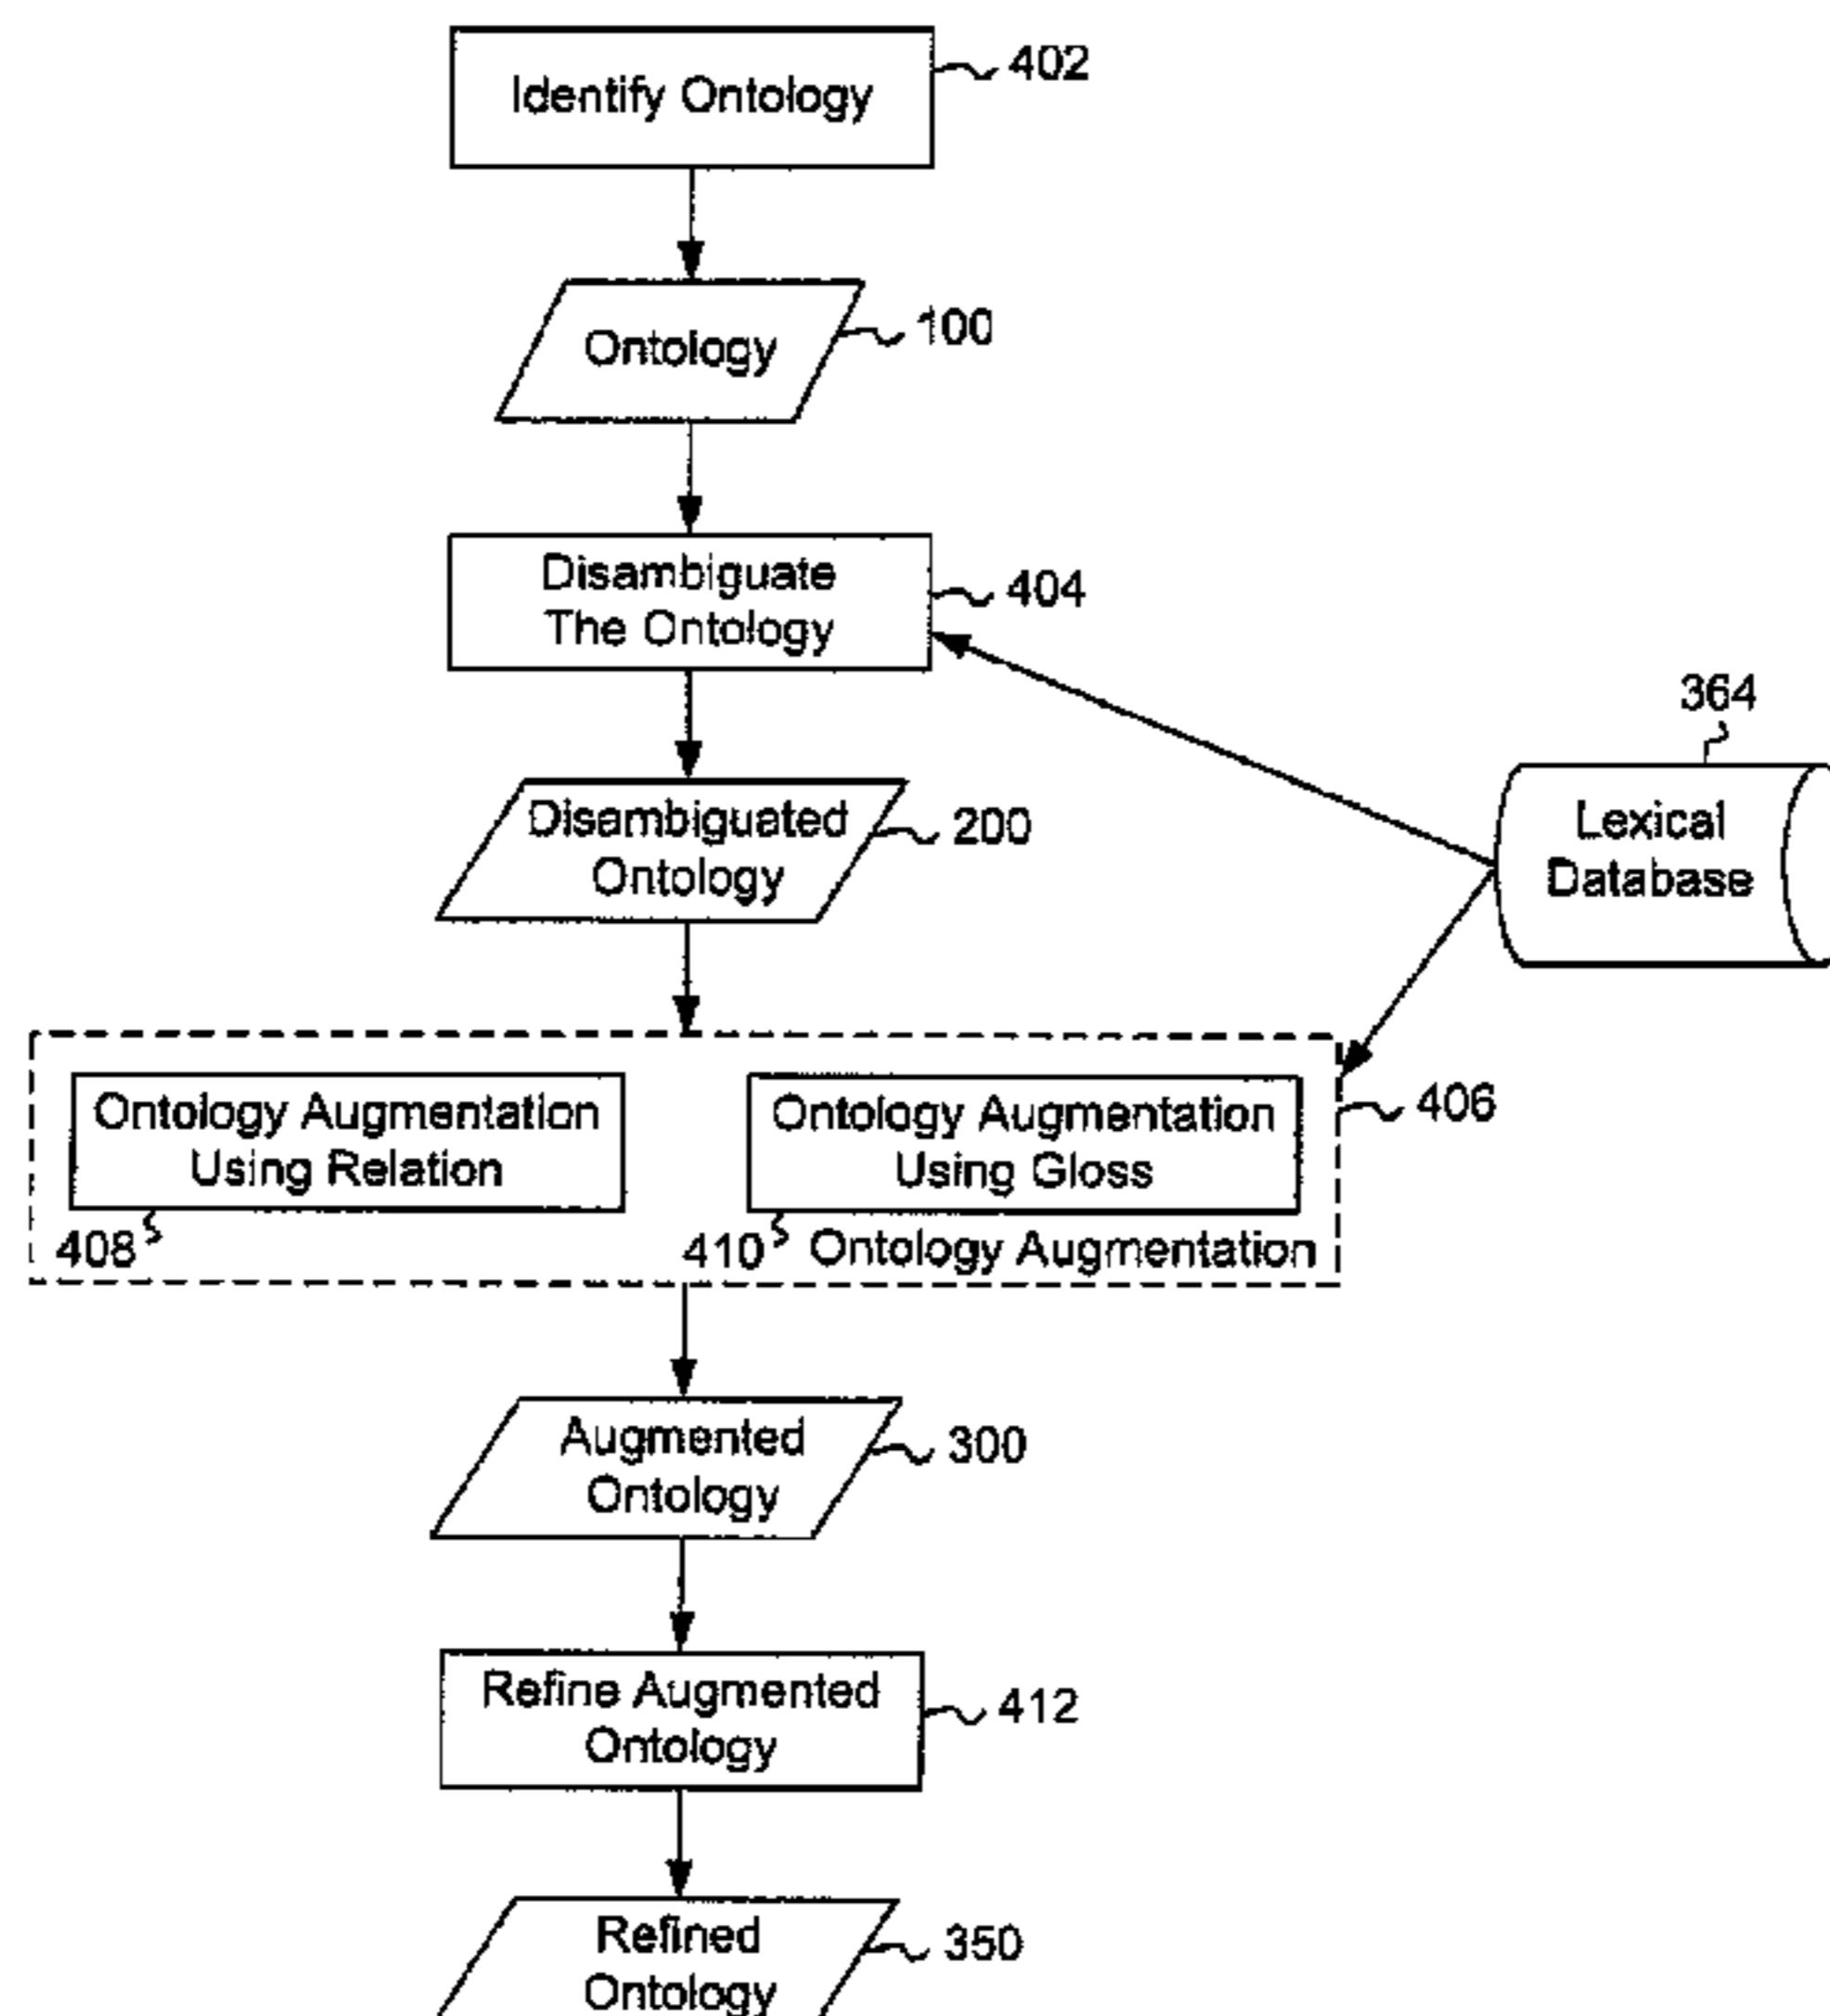 Identify Ontology
402
Ontology
100
Disambiguate
The Ontology
404
364
Lexical
Database
Disambiguated
Ontology
200
Ontology Augmentation
Using Relation
408
Ontology Augmentation
Using Gloss
410
Ontology Augmentation
406
Augmented
Ontology
300
Refine Augmented
Ontology
412
Refined
Ontology
350